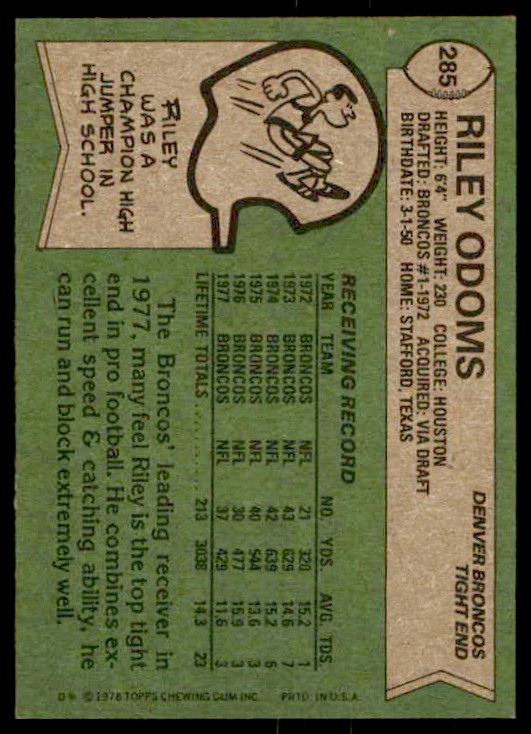 285
RILEY ODOMS
DENVER BRONCOS
TIGHT END
HEIGHT: 6'4" WEIGHT: 230 COLLEGE: HOUSTON
DRAFTED: BRONCOS #1-1972 ACQUIRED: VIA DRAFT
BIRTHDATE: 3-1-50 HOME: STAFFORD, TEXAS
RILEY
WAS A
CHAMPION HIGH
JUMPER IN
HIGH SCHOOL.
RECEIVING RECORD
YEAR TEAM NO. YDS. AVG. TDS.
1972 BRONCOS NFL 21 320 15.2 1
1973 BRONCOS NFL 43 629 14.6 7
1974 BRONCOS NFL 42 639 15.2 6
1975 BRONCOS NFL 40 544 13.6 3
1976 BRONCOS NFL 30 477 15.9 3
1977 BRONCOS NFL 37 429 11.6 3
LIFETIME TOTALS . . . . . . . . . 213 3038 14.3 23
The Broncos' leading receiver in
1977, many feel Riley is the top tight
end in pro football. He combines ex-
cellent speed & catching ability, he
can run and block extremely well.
D* © 1978 TOPPS CHEWING GUM INC. PRTD. IN U.S.A.